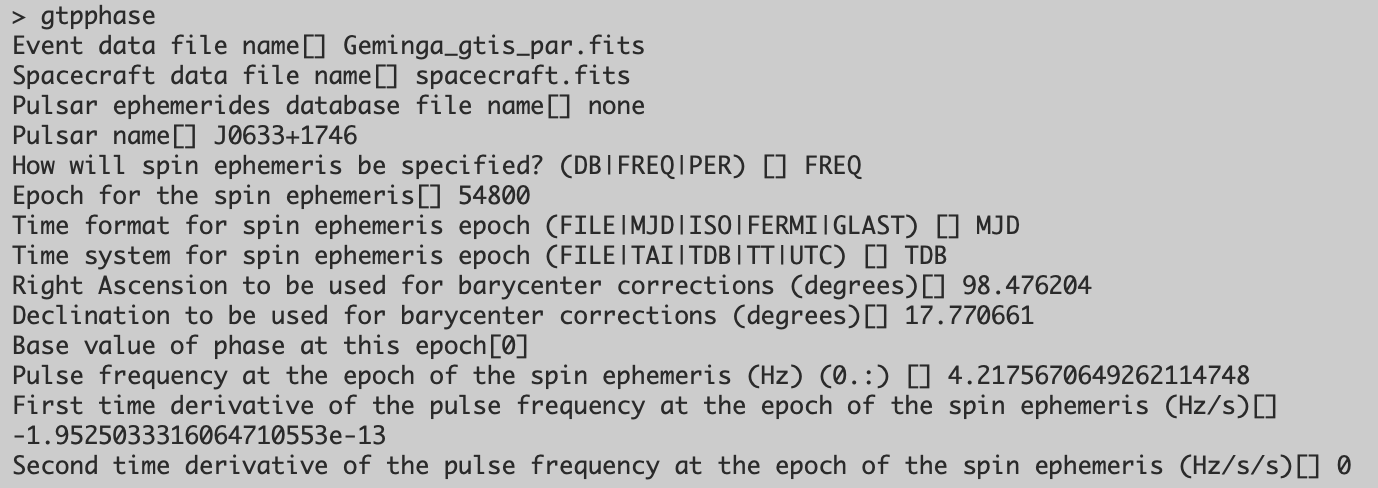 > gtpphase
Event data file name[] Geminga_gtis_par.fits
Spacecraft data file name[] spacecraft.fits
Pulsar ephemerides database file name[] none
Pulsar name[] J0633+1746
How will spin ephemeris be specified? (DB|FREQ|PER) [] FREQ
Epoch for the spin ephemeris[] 54800
Time format for spin ephemeris epoch (FILE|MJD|ISO|FERMI|GLAST) [] MJD
Time system for spin ephemeris epoch (FILE|TAI|TDB|TT|UTC) [] TDB
Right Ascension to be used for barycenter corrections (degrees)[] 98.476204
Declination to be used for barycenter corrections (degrees)[] 17.770661
Base value of phase at this epoch[0]
Pulse frequency at the epoch of the spin ephemeris (Hz) (0.:) [] 4.2175670649262114748
First time derivative of the pulse frequency at the epoch of the spin ephemeris (Hz/s)[]
-1.9525033316064710553e-13
Second time derivative of the pulse frequency at the epoch of the spin ephemeris (Hz/s/s)[] 0